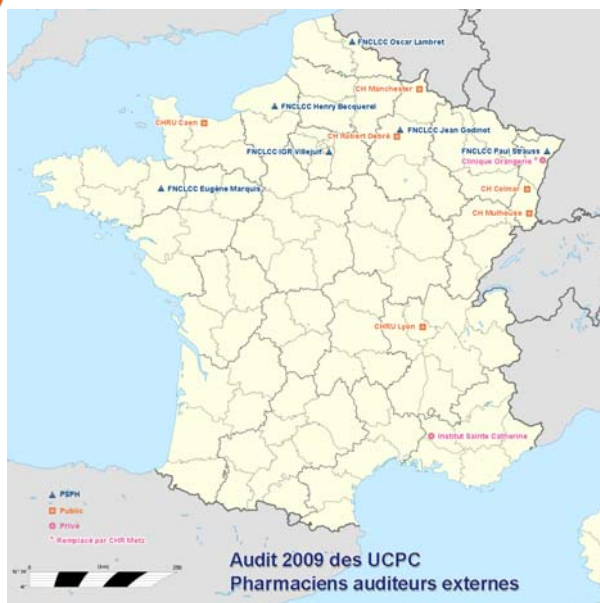 FNCLCC Oscar Lambret
CH Manchester
FNCLCC Henry Becquerel
CHRU Caen
FNCLCC Jean Godinot
CH Robert Debré
FNCLCC IGR Villejuif
FNCLCC Paul Strauss
Clinique Orangerie *
FNCLCC Eugène Marquis
CH Colmar
CH Mulhouse
CHRU Lyon
Institut Sainte Catherine
PSPH
Public
Privé
* Remplacé par CHR Metz
Audit 2009 des UCPC
Pharmaciens auditeurs externes